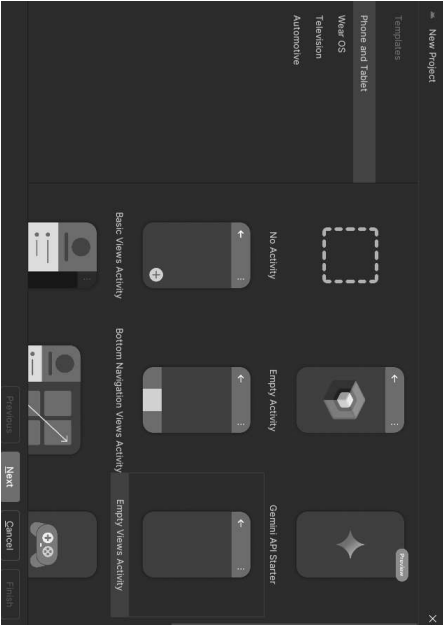 New Project
Templates
Phone and Tablet
Wear OS
Television
Automotive
Preview
No Activity
Empty Activity
Gemini API Starter
Basic Views Activity
Bottom Navigation Views Activity
Empty Views Activity
Previous
Next
Cancel
Finish